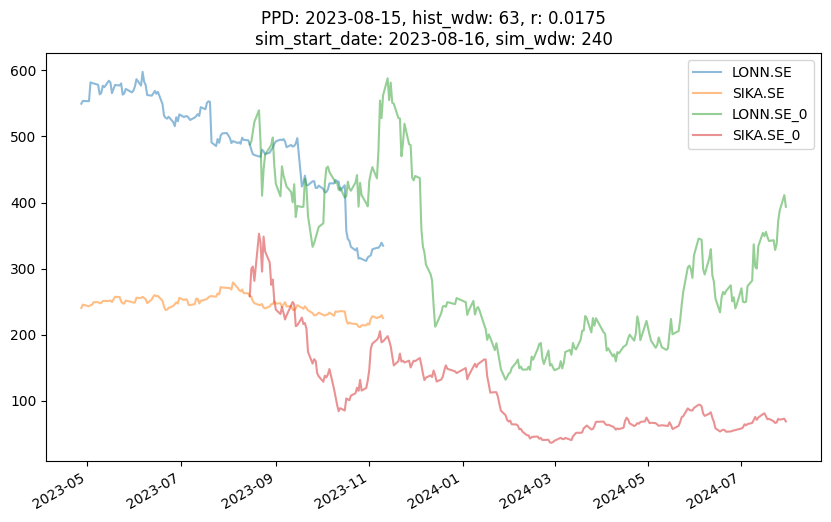 PPD: 2023-08-15, hist_wdw: 63, r: 0.0175
sim_start_date: 2023-08-16, sim_wdw: 240
LONN.SE
SIKA.SE
LONN.SE_0
SIKA.SE_0
600
500
400
300
200
100
2023-05
2023-07
2023-09
2023-11
2024-01
2024-03
2024-05
2024-07